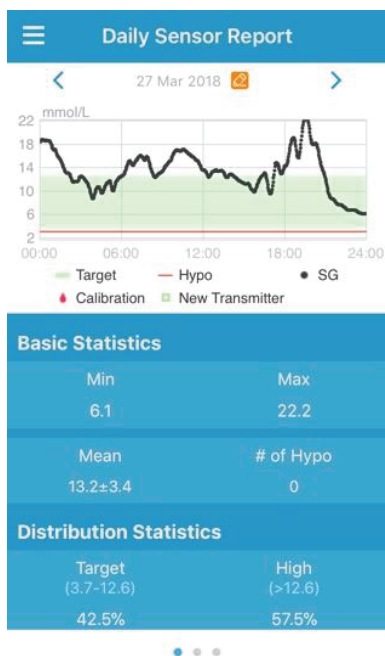 Daily Sensor Report
27 Mar 2018
mmol/L
22
18
14
10
6
2
00:00 06:00 12:00 18:00 24:00
Target Hypo SG
Calibration New Transmitter
Basic Statistics
Min Max
6.1 22.2
Mean # of Hypo
13.2±3.4 0
Distribution Statistics
Target High
(3.7-12.6) (>12.6)
42.5% 57.5%